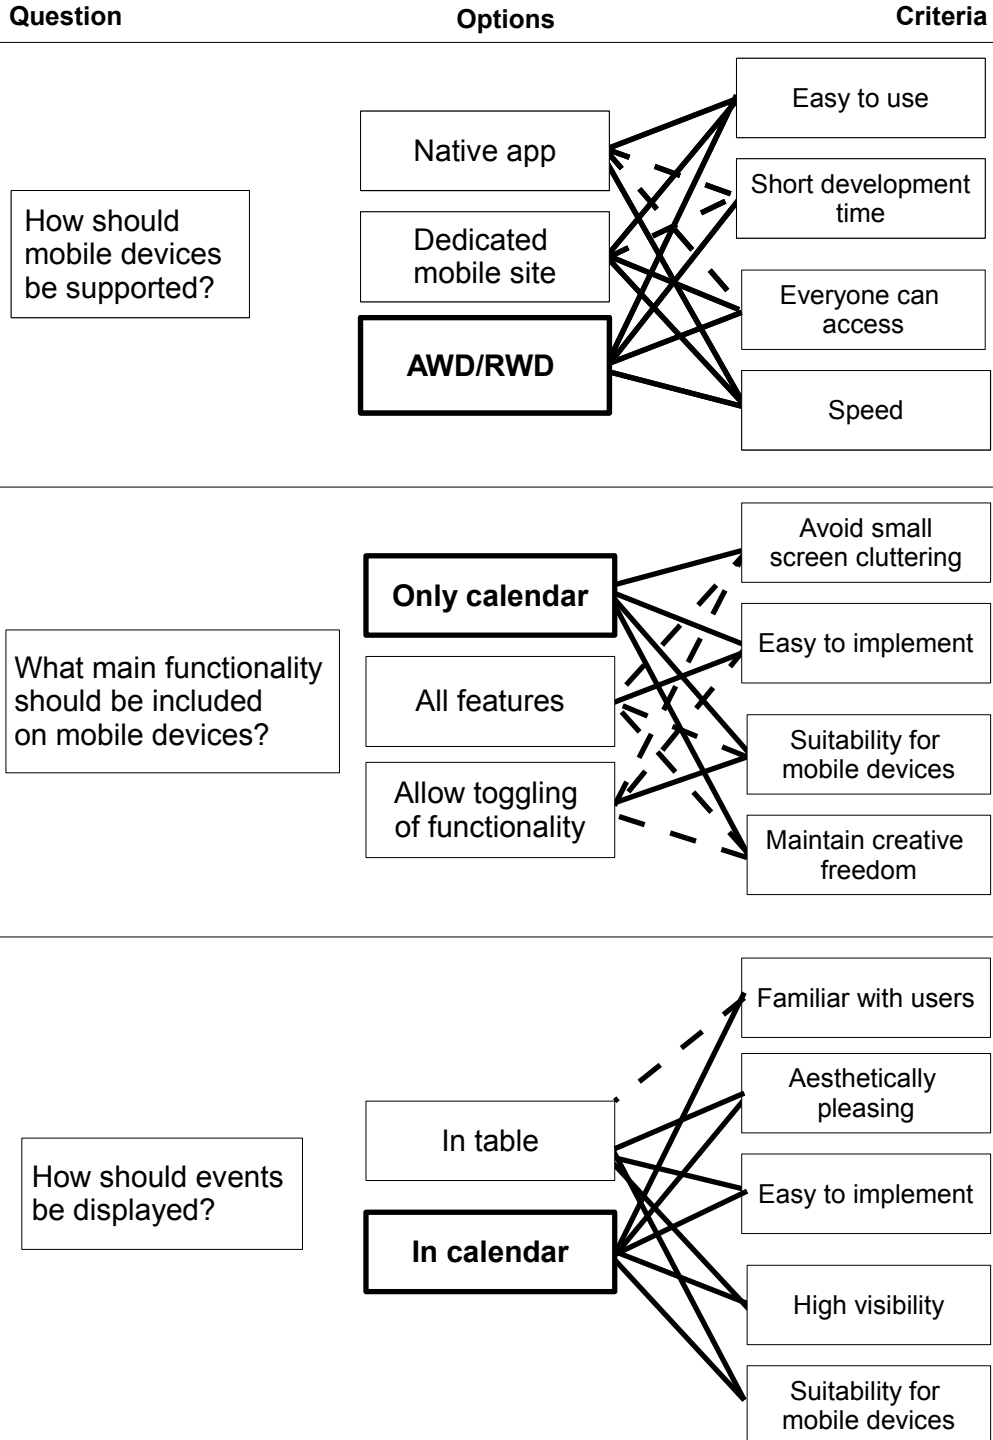 Question
Options
Criteria
How should
mobile devices
be supported?
Native app
Dedicated
mobile site
AWD/RWD
Easy to use
Short development
time
Everyone can
access
Speed
What main functionality
should be included
on mobile devices?
Only calendar
All features
Allow toggling
of functionality
Avoid small
screen cluttering
Easy to implement
Suitability for
mobile devices
Maintain creative
freedom
How should events
be displayed?
In table
In calendar
Familiar with users
Aesthetically
pleasing
Easy to implement
High visibility
Suitability for
mobile devices